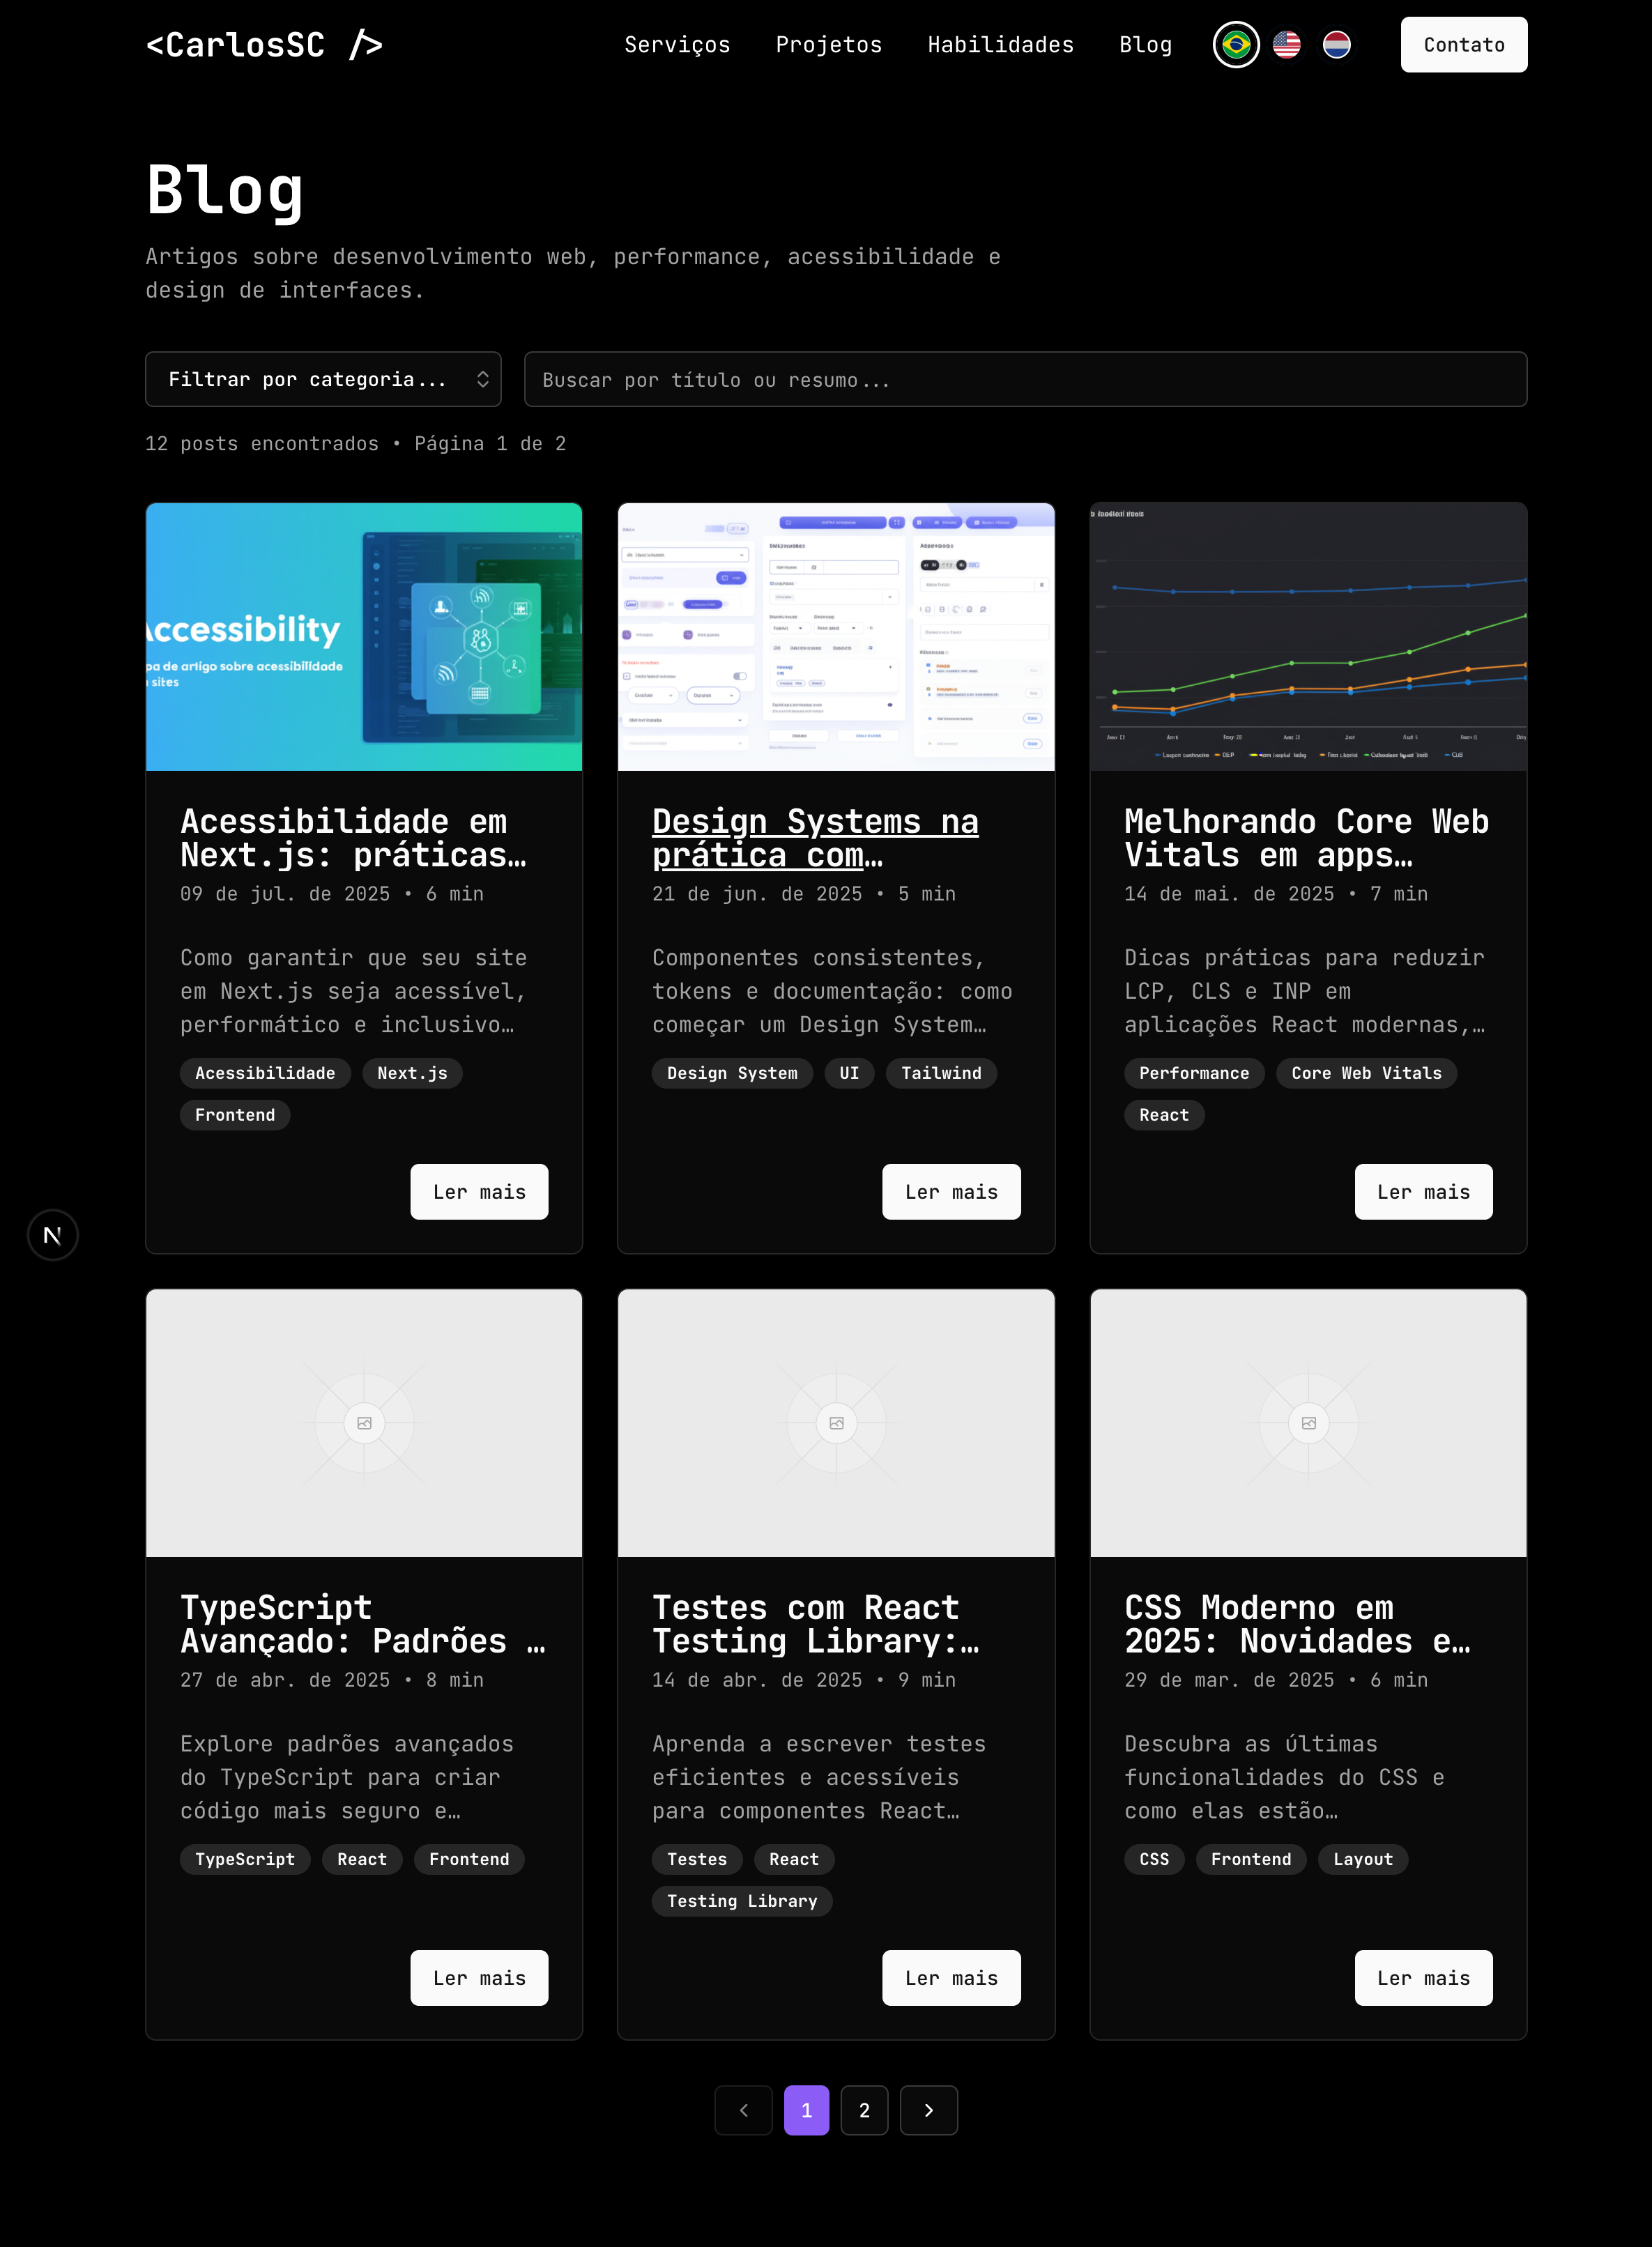 <CarlosSC />
Serviços
Projetos
Habilidades
Blog
Contato
Blog
Artigos sobre desenvolvimento web, performance, acessibilidade e
design de interfaces.
Filtrar por categoria...
Buscar por título ou resumo...
12 posts encontrados • Página 1 de 2
Accessibility
pa de artigo sobre acessibilidade
sites
Acessibilidade em
Next.js: práticas…
09 de jul. de 2025 • 6 min
Como garantir que seu site
em Next.js seja acessível,
performático e inclusivo…
Acessibilidade
Next.js
Frontend
Ler mais
Design Systems na
prática com…
21 de jun. de 2025 • 5 min
Componentes consistentes,
tokens e documentação: como
começar um Design System…
Design System
UI
Tailwind
Ler mais
Melhorando Core Web
Vitals em apps…
14 de mai. de 2025 • 7 min
Dicas práticas para reduzir
LCP, CLS e INP em
aplicações React modernas,…
Performance
Core Web Vitals
React
Ler mais
N
TypeScript
Avançado: Padrões …
27 de abr. de 2025 • 8 min
Explore padrões avançados
do TypeScript para criar
código mais seguro e…
TypeScript
React
Frontend
Ler mais
Testes com React
Testing Library:…
14 de abr. de 2025 • 9 min
Aprenda a escrever testes
eficientes e acessíveis
para componentes React…
Testes
React
Testing Library
Ler mais
CSS Moderno em
2025: Novidades e…
29 de mar. de 2025 • 6 min
Descubra as últimas
funcionalidades do CSS e
como elas estão…
CSS
Frontend
Layout
Ler mais
1
2